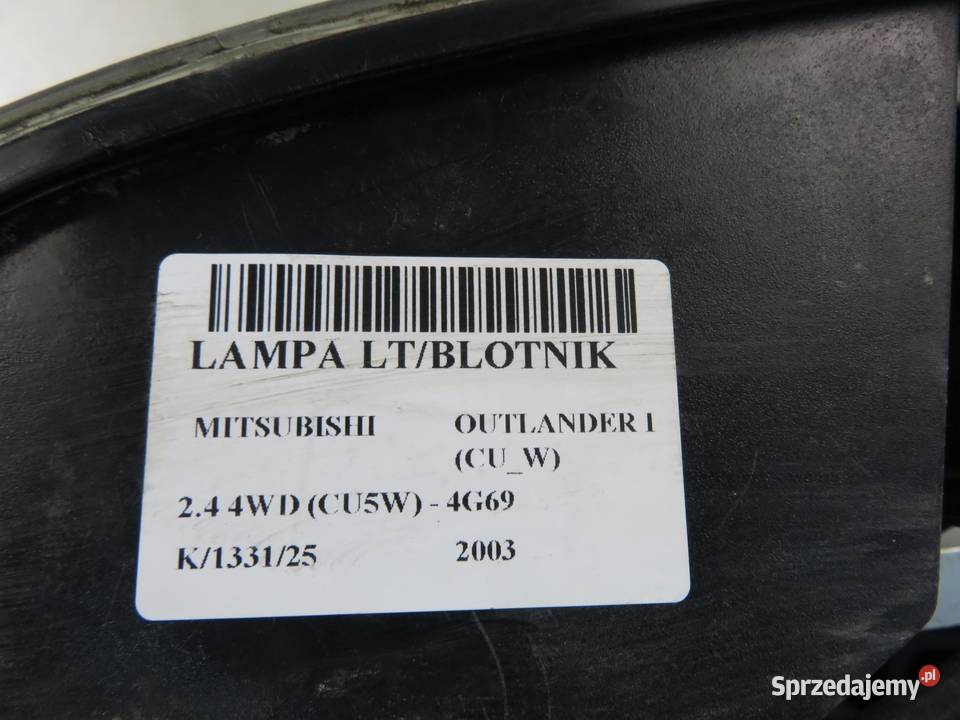 LAMPA LT/BLOTNIK
MITSUBISHI OUTLANDER I
(CU_W)
2.4 4WD (CU5W) - 4G69
K/1331/25 2003
Sprzedajemy.pl